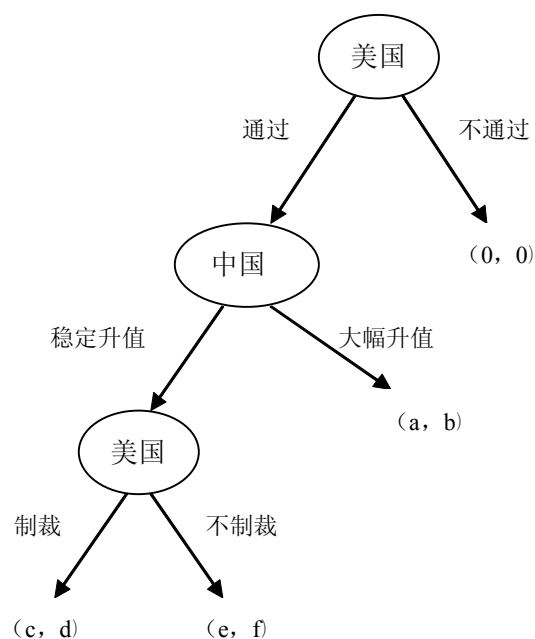 美国
通过
不通过
(0, 0)
中国
稳定升值
大幅升值
(a, b)
美国
制裁
不制裁
(c, d)
(e, f)